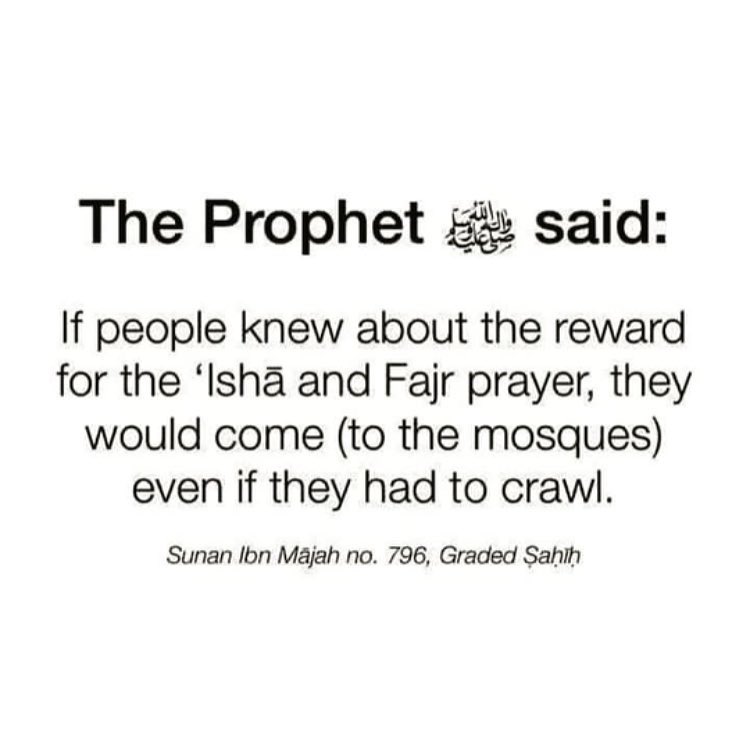 The Prophet ﷺ said:
If people knew about the reward
for the ‘Ishā and Fajr prayer, they
would come (to the mosques)
even if they had to crawl.
Sunan Ibn Mājah no. 796, Graded Ṣaḥīḥ